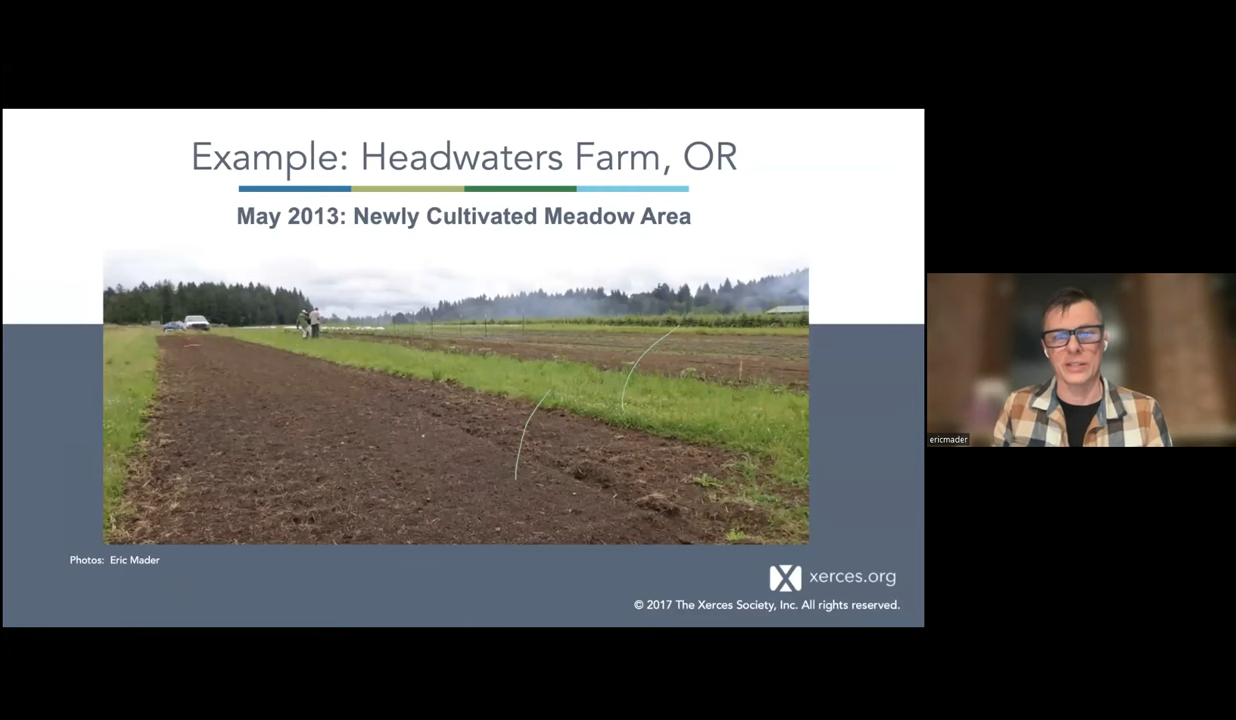 Example: Headwaters Farm, OR
May 2013: Newly Cultivated Meadow Area
Photos: Eric Mader
xerces.org
© 2017 The Xerces Society, Inc. All rights reserved.
ericmader